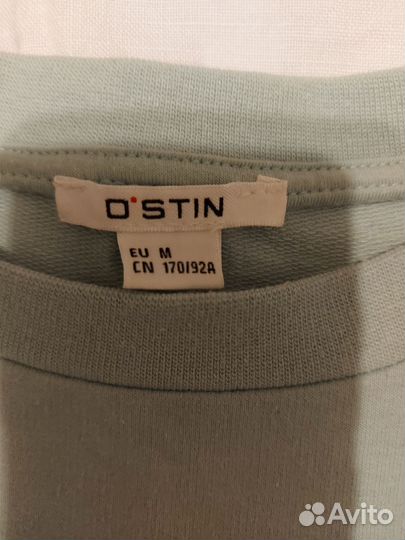 O'STIN
EU M
CN 170/92A
Avito